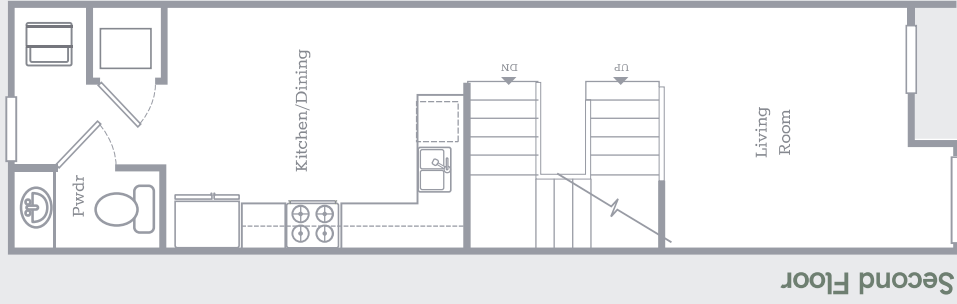 Kitchen/Dining
DN
UP
Living
Room
Pwdr
Second Floor